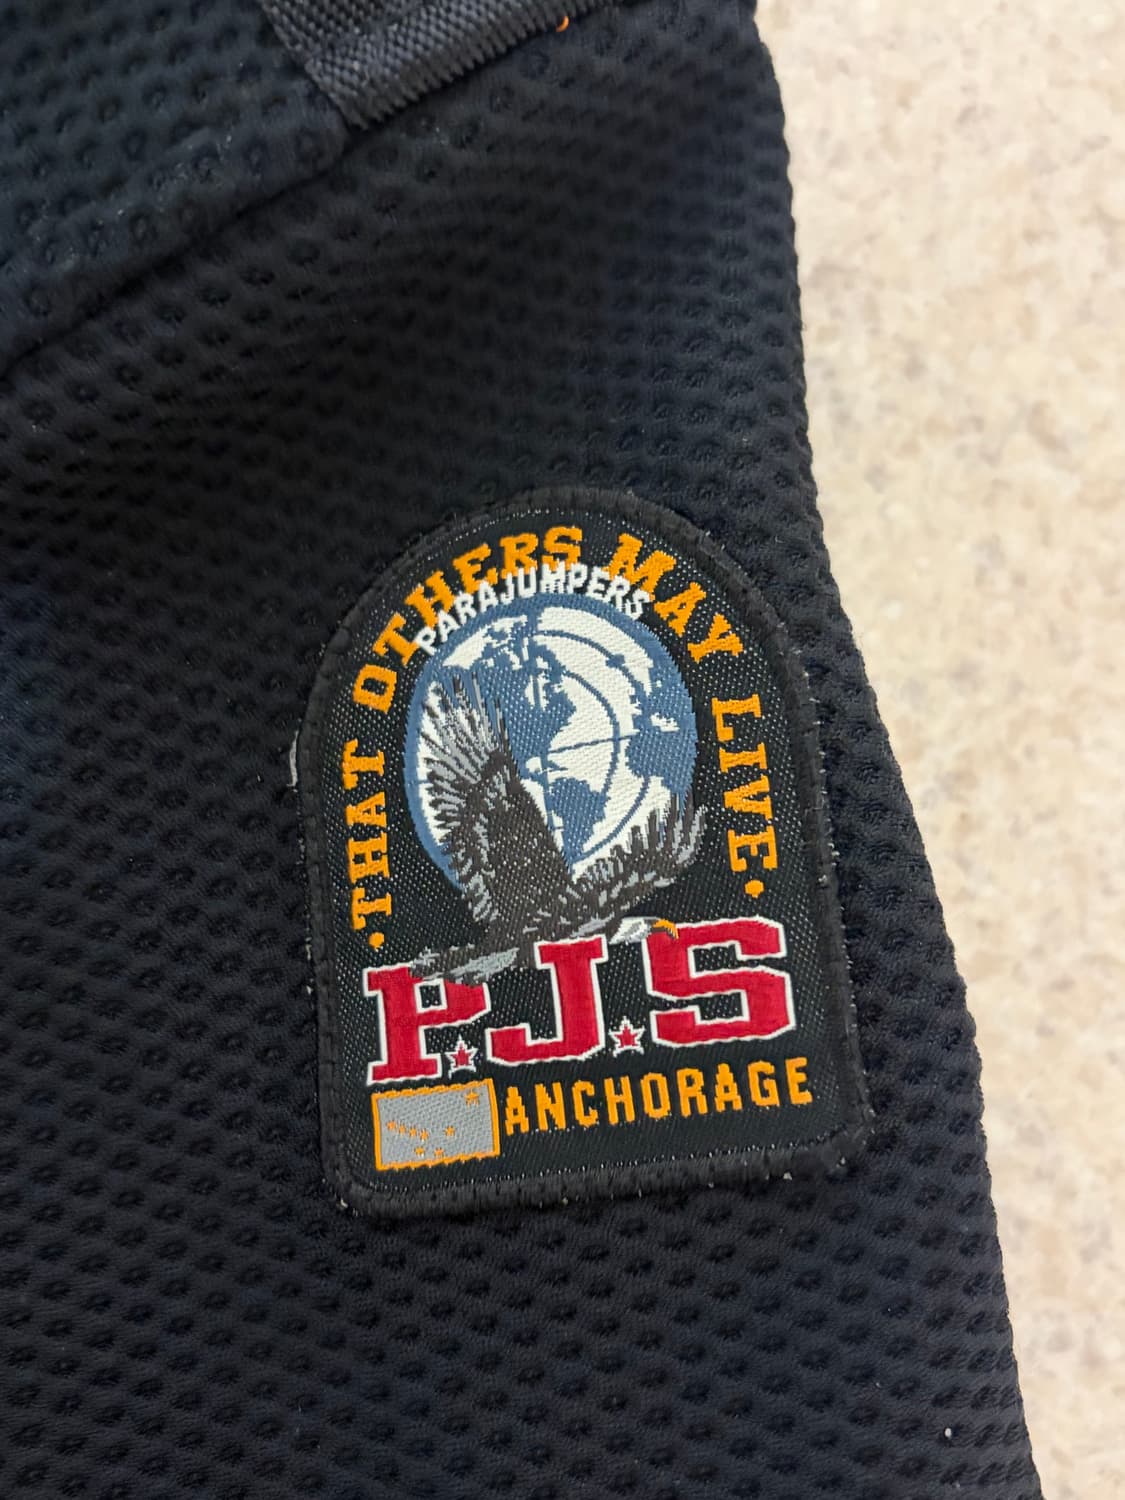 ·THAT OTHERS MAY LIVE·
PARAJUMPERS
P.J.S
ANCHORAGE